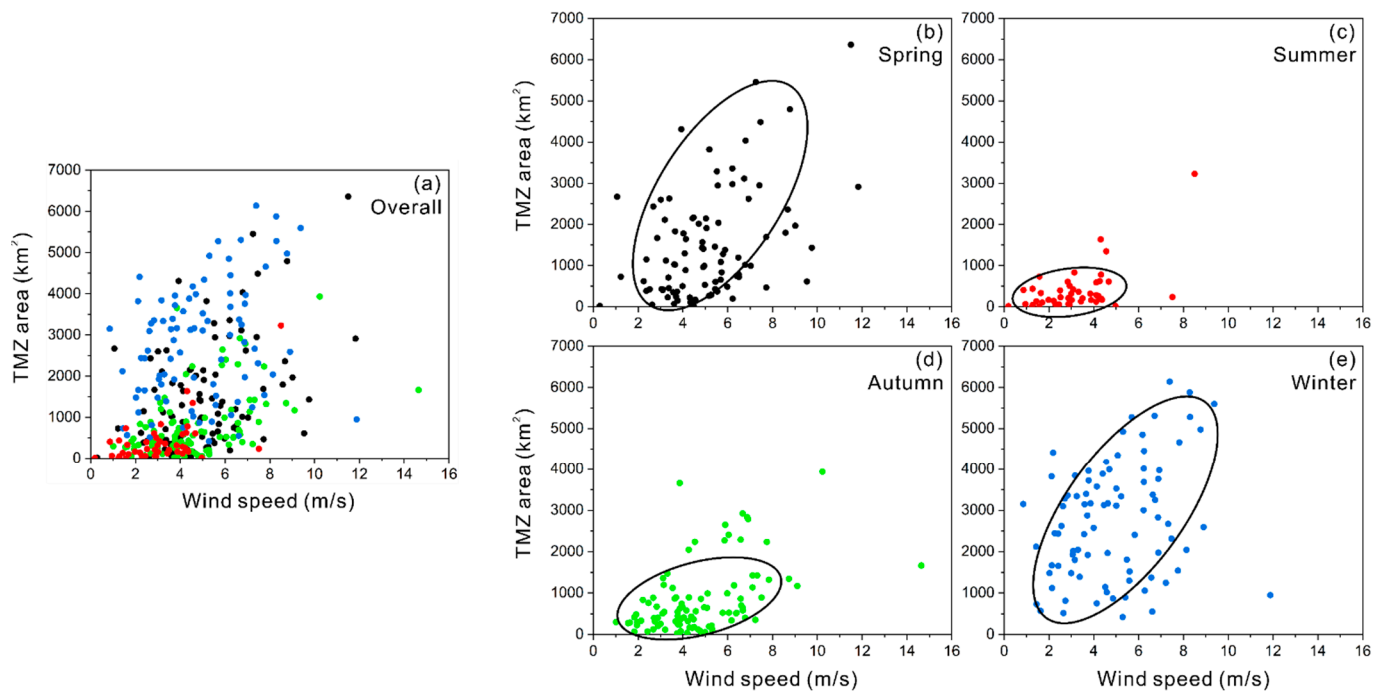 (a)
Overall
7000
6000
5000
4000
3000
2000
1000
0
TMZ area (km²)
0 2 4 6 8 10 12 14 16
Wind speed (m/s)
(b)
Spring
7000
6000
5000
4000
3000
2000
1000
0
TMZ area (km²)
0 2 4 6 8 10 12 14 16
(c)
Summer
7000
6000
5000
4000
3000
2000
1000
0
0 2 4 6 8 10 12 14 16
(d)
Autumn
7000
6000
5000
4000
3000
2000
1000
0
TMZ area (km²)
0 2 4 6 8 10 12 14 16
Wind speed (m/s)
(e)
Winter
7000
6000
5000
4000
3000
2000
1000
0
0 2 4 6 8 10 12 14 16
Wind speed (m/s)